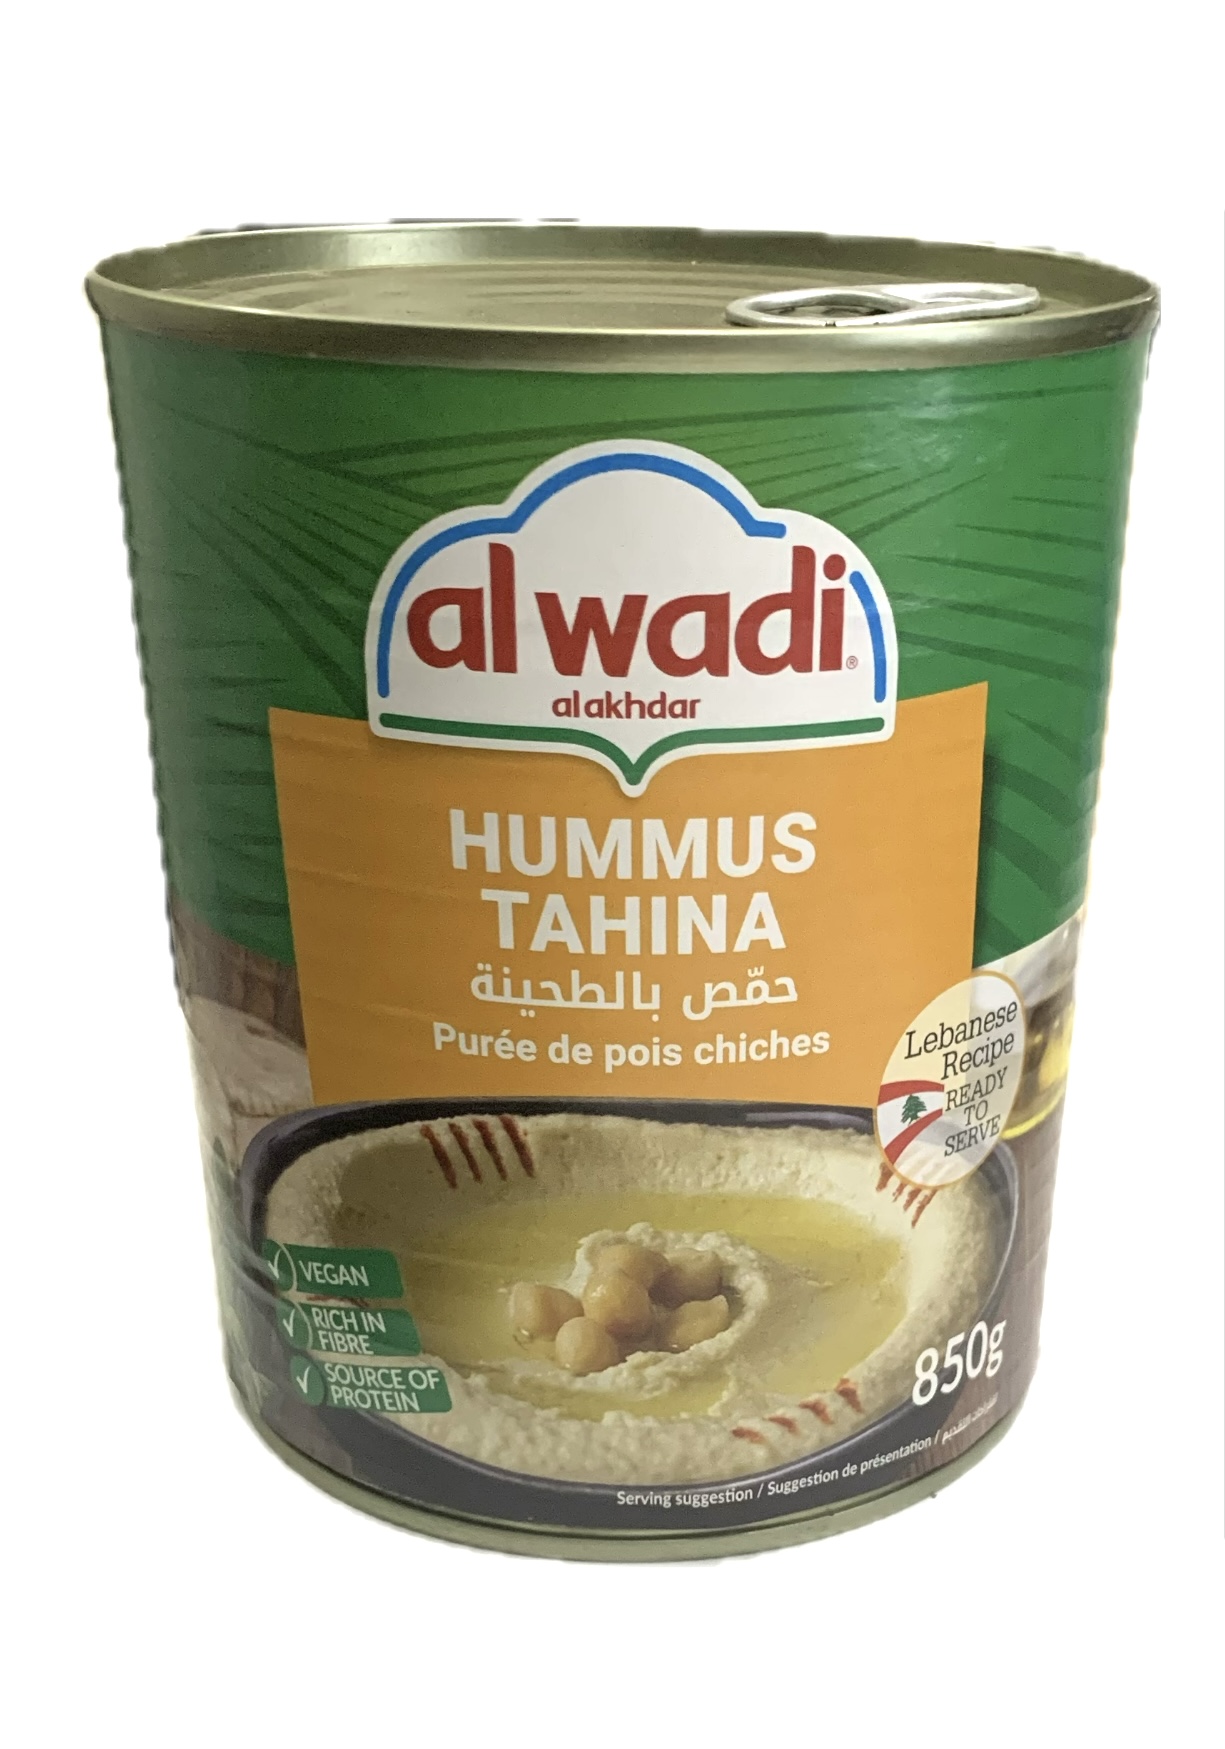 al wadi®
al akhdar
HUMMUS
TAHINA
حمّص بالطحينة
Purée de pois chiches
Lebanese
Recipe
READY
TO
SERVE
VEGAN
RICH IN
FIBRE
SOURCE OF
PROTEIN
850g
Serving suggestion / Suggestion de présentation /